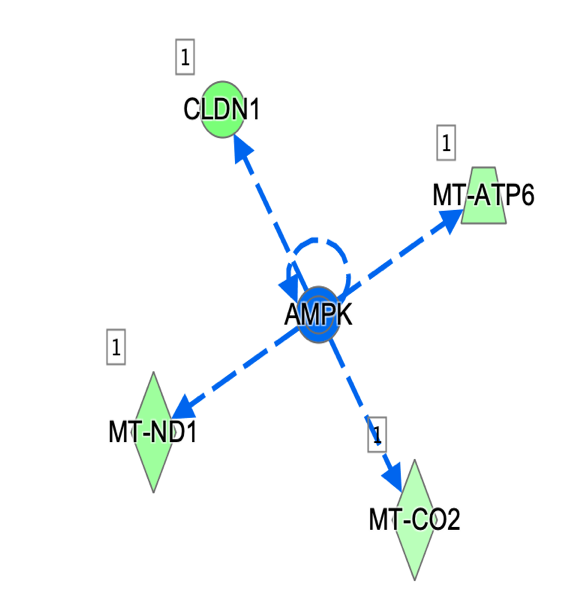 1
CLDN1
1
MT-ATP6
AMPK
1
MT-ND1
1
MT-CO2